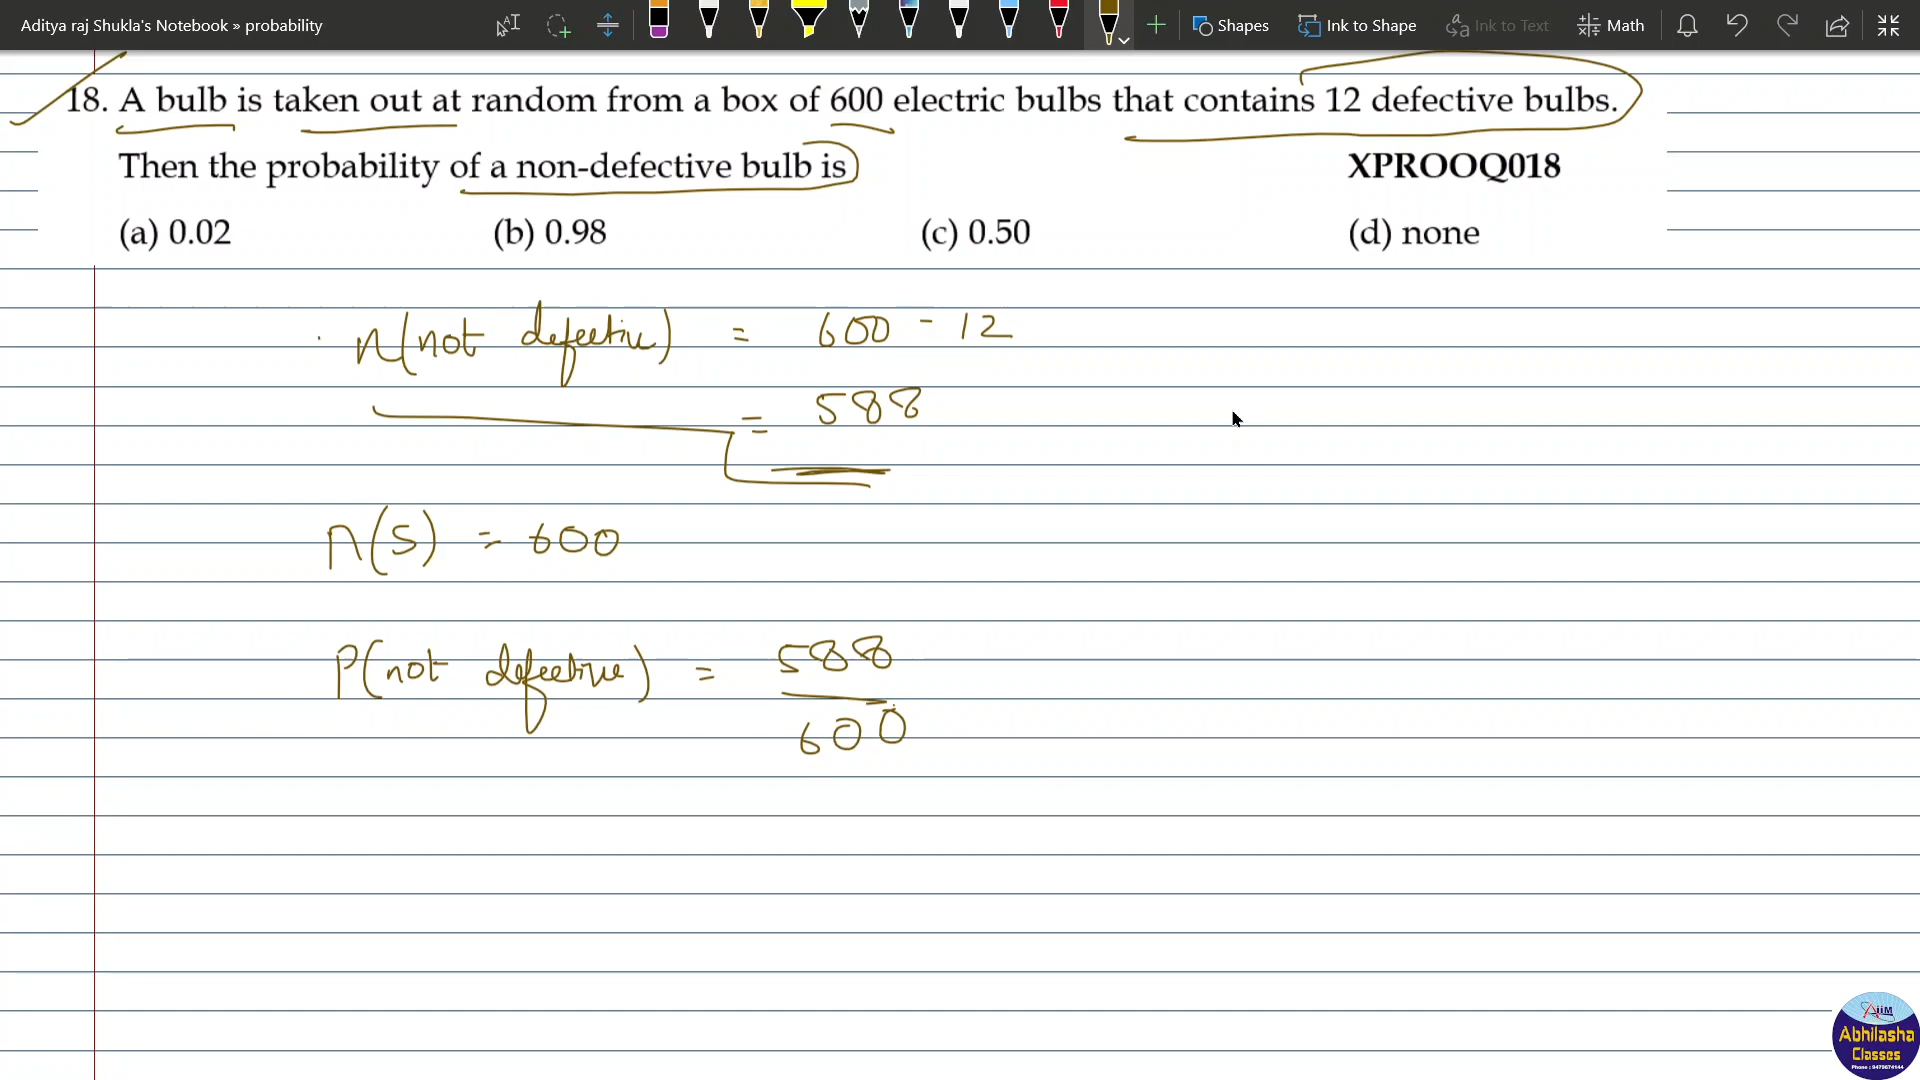 Aditya raj Shukla's Notebook » probability
Shapes Ink to Shape Ink to Text Math
18. A bulb is taken out at random from a box of 600 electric bulbs that contains 12 defective bulbs.
Then the probability of a non-defective bulb is XPROOQ018
(a) 0.02 (b) 0.98 (c) 0.50 (d) none
n(not defective) = 600 - 12
= 588
n(S) = 600
P(not defective) = 588
600
AiiM
Abhilasha
Classes
Phone : 9479674144